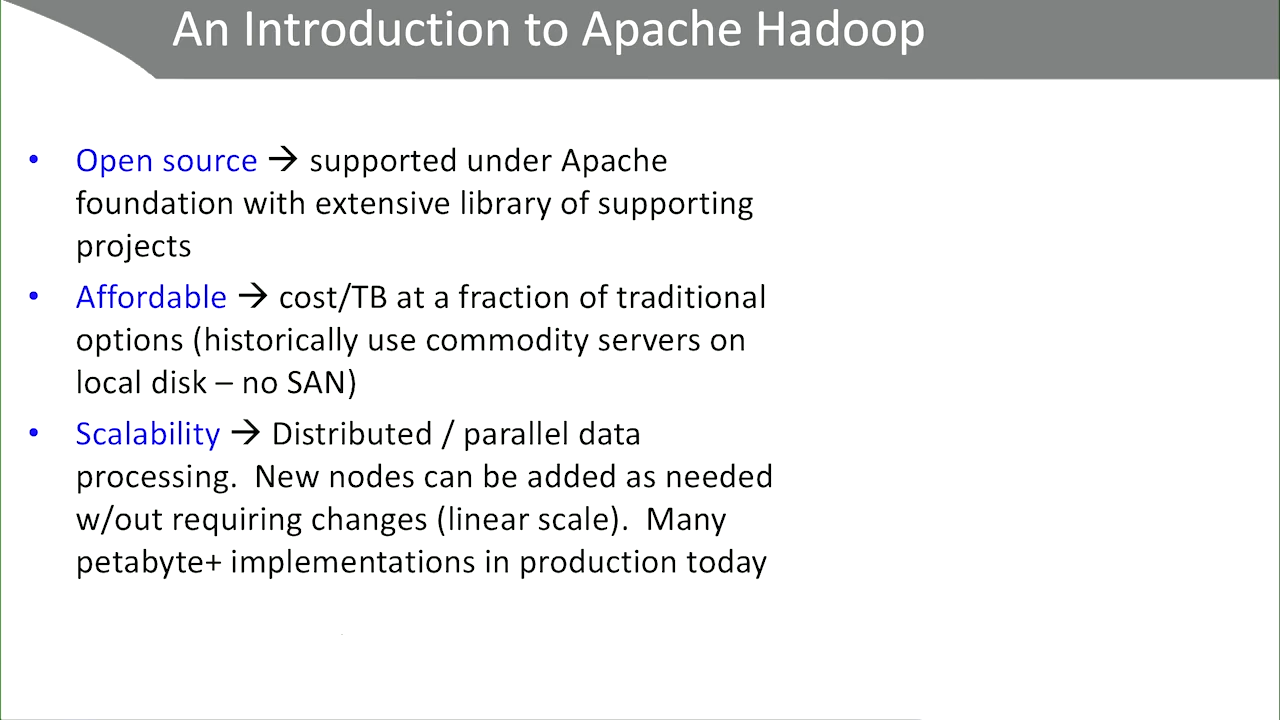 An Introduction to Apache Hadoop
• Open source → supported under Apache
foundation with extensive library of supporting
projects
• Affordable → cost/TB at a fraction of traditional
options (historically use commodity servers on
local disk – no SAN)
• Scalability → Distributed / parallel data
processing.  New nodes can be added as needed
w/out requiring changes (linear scale).  Many
petabyte+ implementations in production today